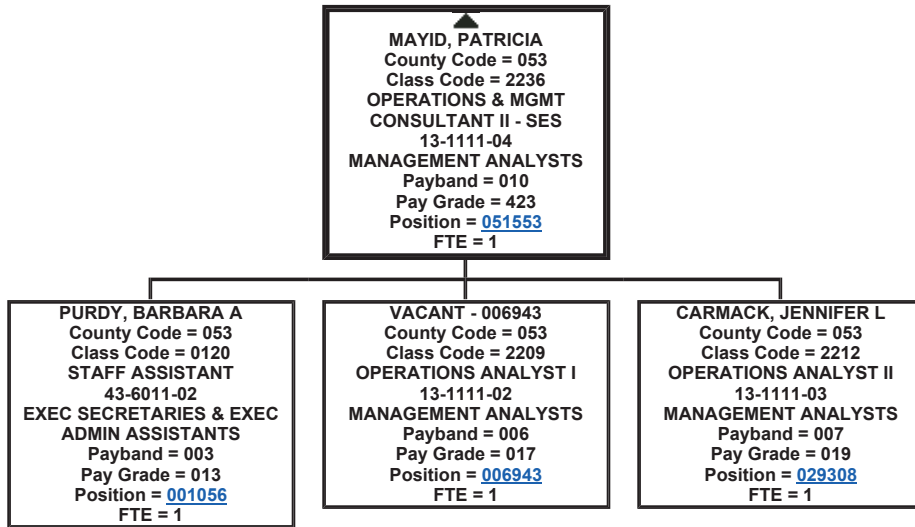 MAYID, PATRICIA
County Code = 053
Class Code = 2236
OPERATIONS & MGMT
CONSULTANT II - SES
13-1111-04
MANAGEMENT ANALYSTS
Payband = 010
Pay Grade = 423
Position = 051553
FTE = 1
PURDY, BARBARA A
County Code = 053
Class Code = 0120
STAFF ASSISTANT
43-6011-02
EXEC SECRETARIES & EXEC
ADMIN ASSISTANTS
Payband = 003
Pay Grade = 013
Position = 001056
FTE = 1
VACANT - 006943
County Code = 053
Class Code = 2209
OPERATIONS ANALYST I
13-1111-02
MANAGEMENT ANALYSTS
Payband = 006
Pay Grade = 017
Position = 006943
FTE = 1
CARMACK, JENNIFER L
County Code = 053
Class Code = 2212
OPERATIONS ANALYST II
13-1111-03
MANAGEMENT ANALYSTS
Payband = 007
Pay Grade = 019
Position = 029308
FTE = 1